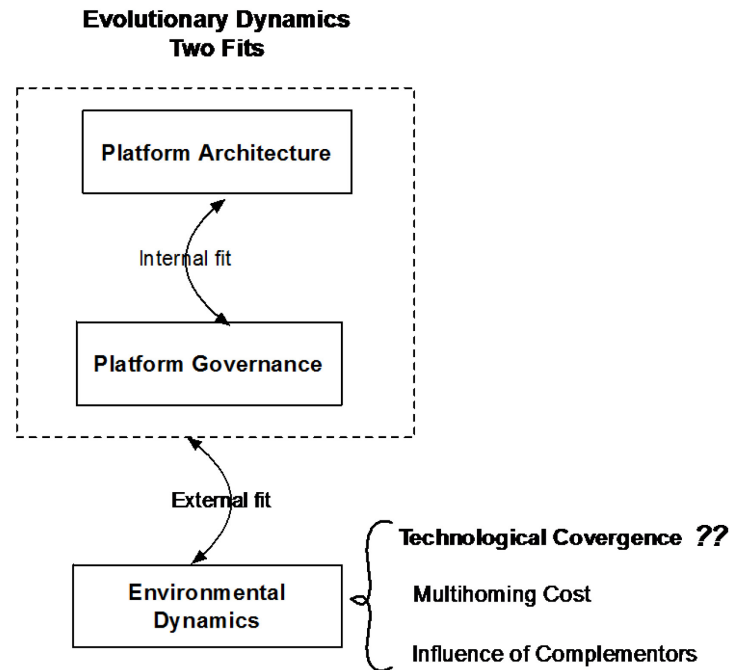 Evolutionary Dynamics
Two Fits
Platform Architecture
Internal fit
Platform Governance
External fit
Environmental
Dynamics
Technological Covergence ??
Multihoming Cost
Influence of Complementors